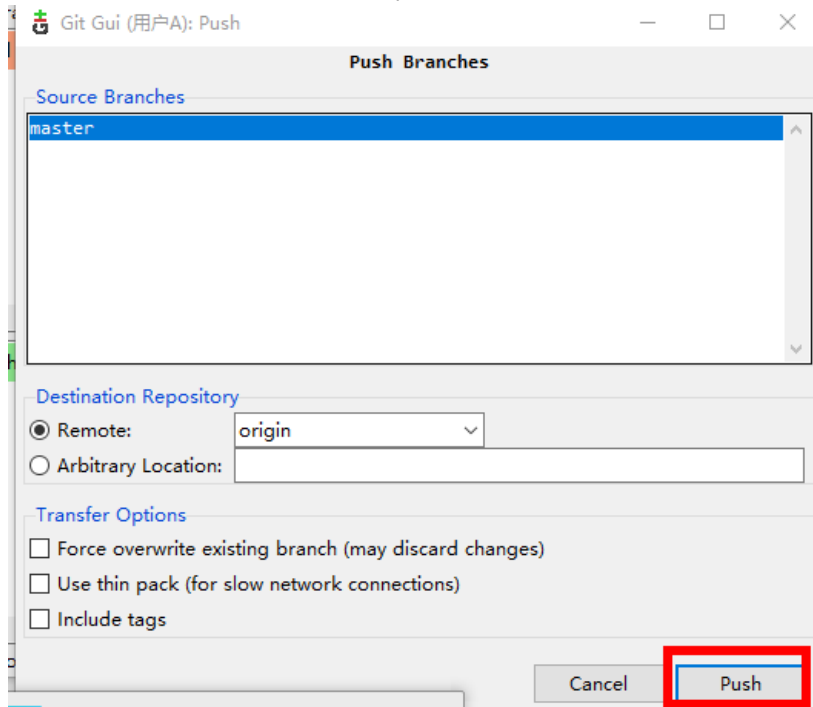 Git Gui (用户A): Push
Push Branches
Source Branches
master
Destination Repository
Remote: origin
Arbitrary Location:
Transfer Options
Force overwrite existing branch (may discard changes)
Use thin pack (for slow network connections)
Include tags
Cancel Push